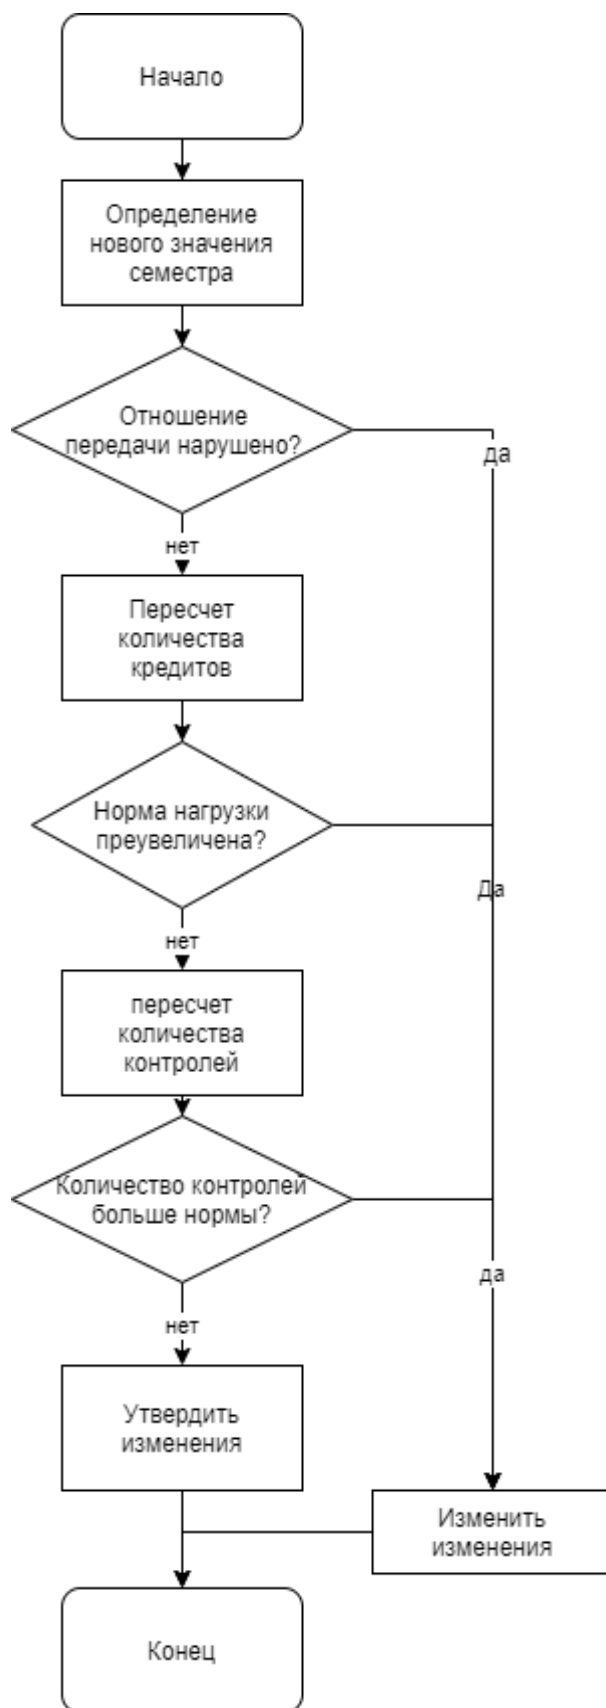 Начало
Определение
нового значения
семестра
Отношение
передачи нарушено?
да
нет
Пересчет
количества
кредитов
Норма нагрузки
преувеличена?
Да
нет
пересчет
количества
контролей
Количество контролей
больше нормы?
да
нет
Утвердить
изменения
Изменить
изменения
Конец